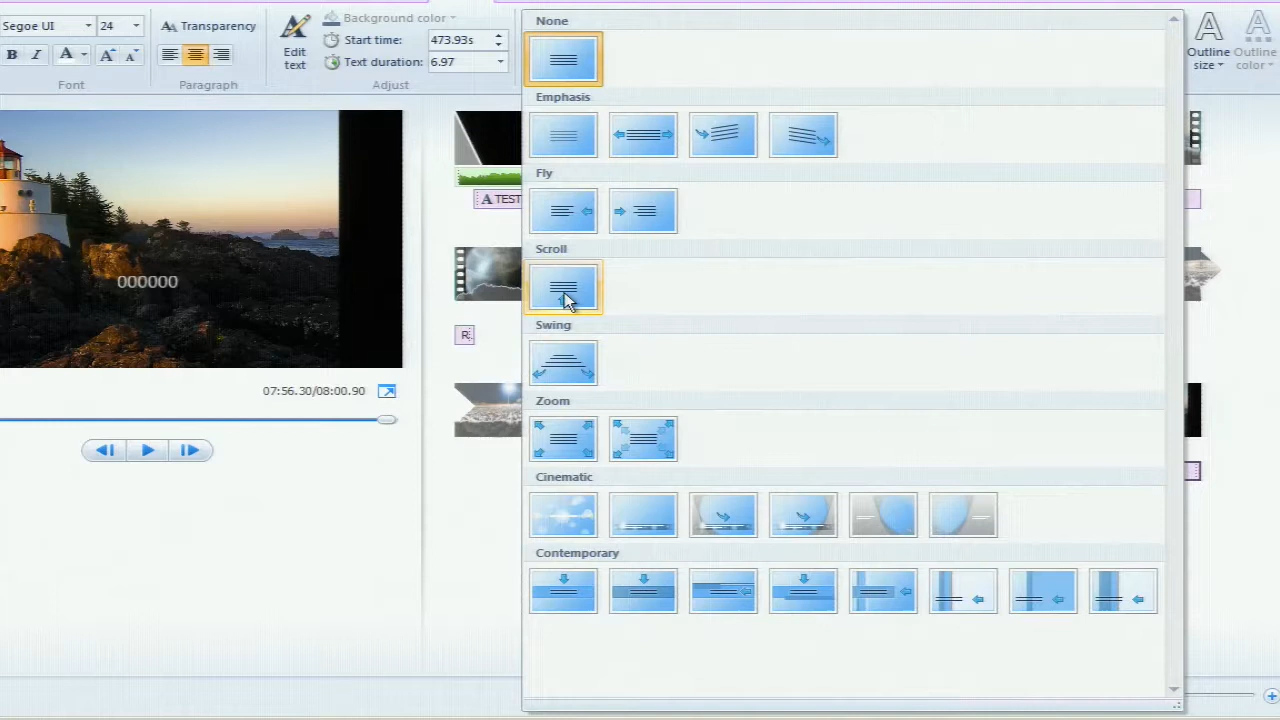 Segoe UI
24
Transparency
Font
Paragraph
Edit text
Background color
Start time:
473.93s
Text duration:
6.97
Adjust
000000
07:56.30/08:00.90
A TEST
R
None
Emphasis
Fly
Scroll
Swing
Zoom
Cinematic
Contemporary
Outline size
Outline color